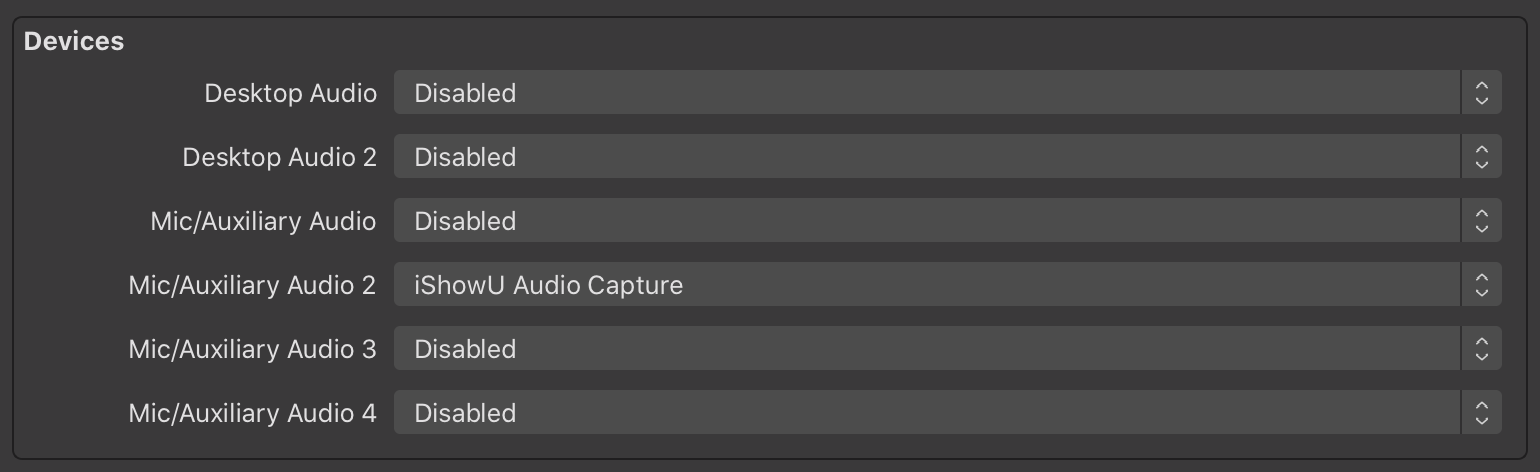 Devices
Desktop Audio Disabled
Desktop Audio 2 Disabled
Mic/Auxiliary Audio Disabled
Mic/Auxiliary Audio 2 iShowU Audio Capture
Mic/Auxiliary Audio 3 Disabled
Mic/Auxiliary Audio 4 Disabled